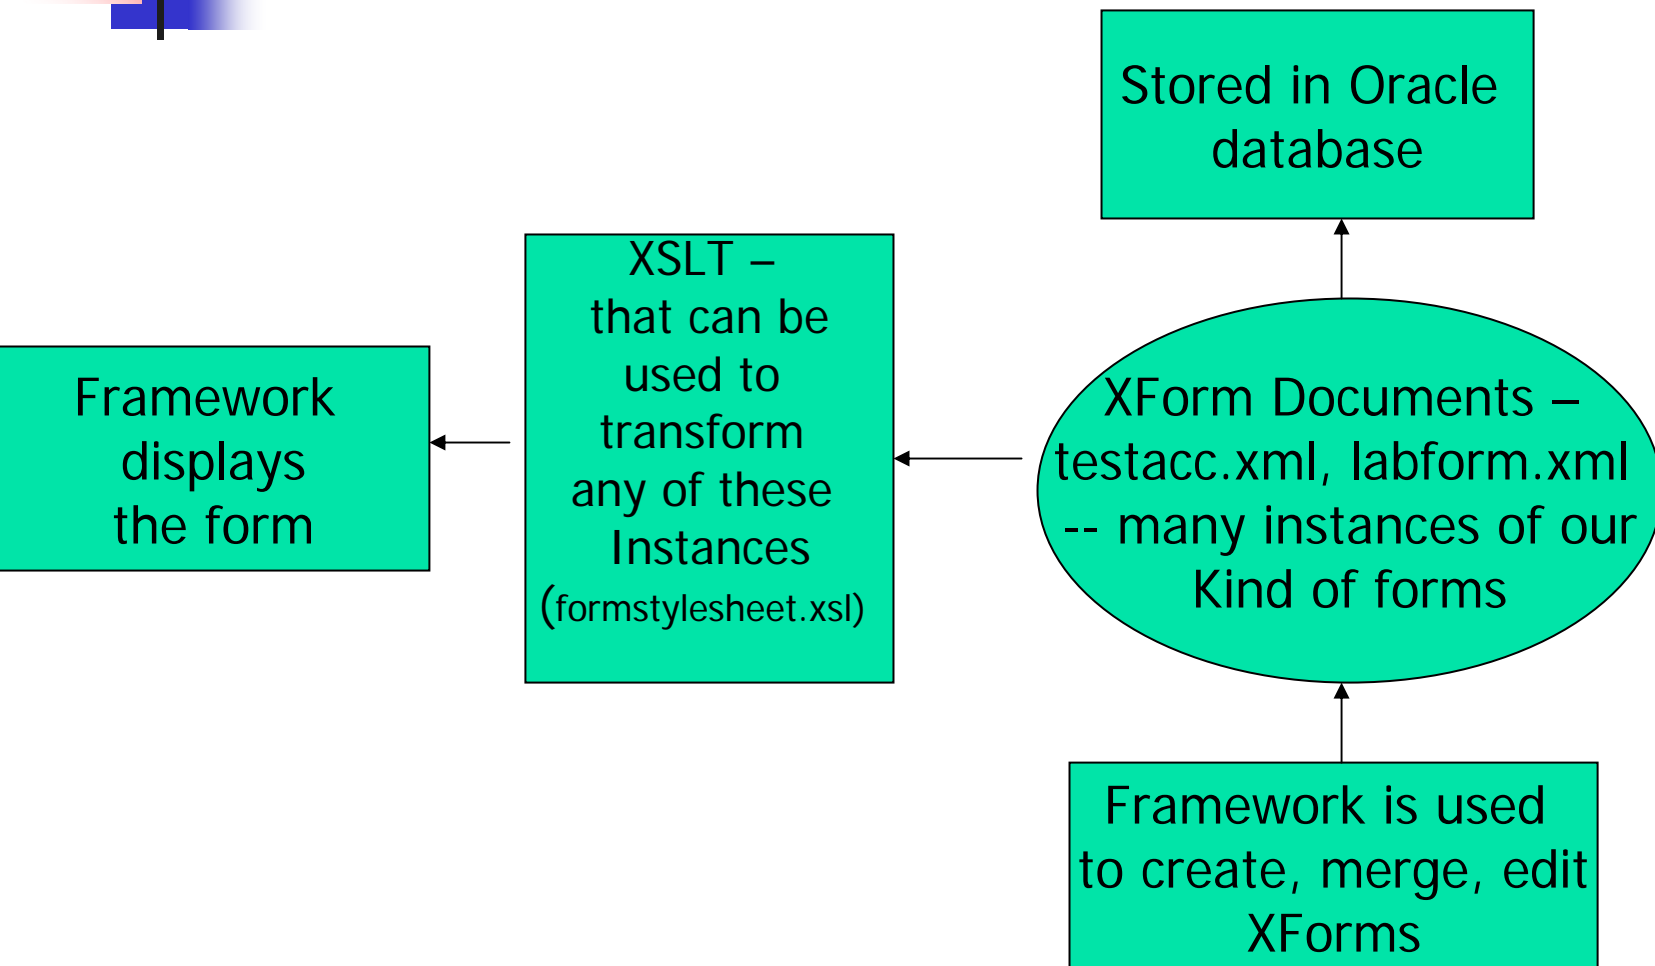 Stored in Oracle
database
XSLT –
that can be
used to
transform
any of these
Instances
(formstylesheet.xsl)
Framework
displays
the form
XForm Documents –
testacc.xml, labform.xml
-- many instances of our
Kind of forms
Framework is used
to create, merge, edit
XForms